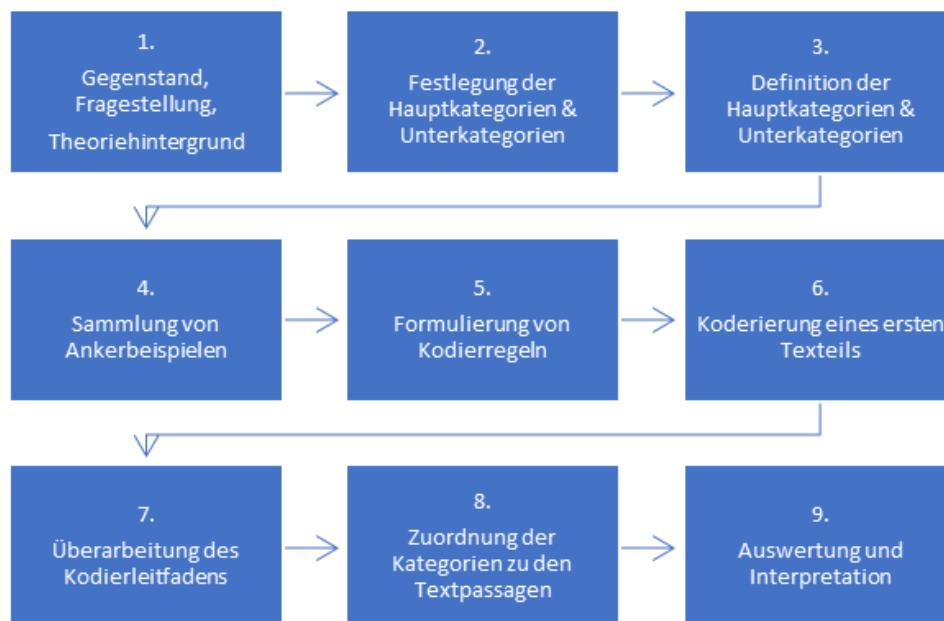 1.
Gegenstand,
Fragestellung,
Theoriehintergrund
2.
Festlegung der
Hauptkategorien &
Unterkategorien
3.
Definition der
Hauptkategorien &
Unterkategorien
4.
Sammlung von
Ankerbeispielen
5.
Formulierung von
Kodierregeln
6.
Koderierung eines ersten
Texteils
7.
Überarbeitung des
Kodierleitfadens
8.
Zuordnung der
Kategorien zu den
Textpassagen
9.
Auswertung und
Interpretation